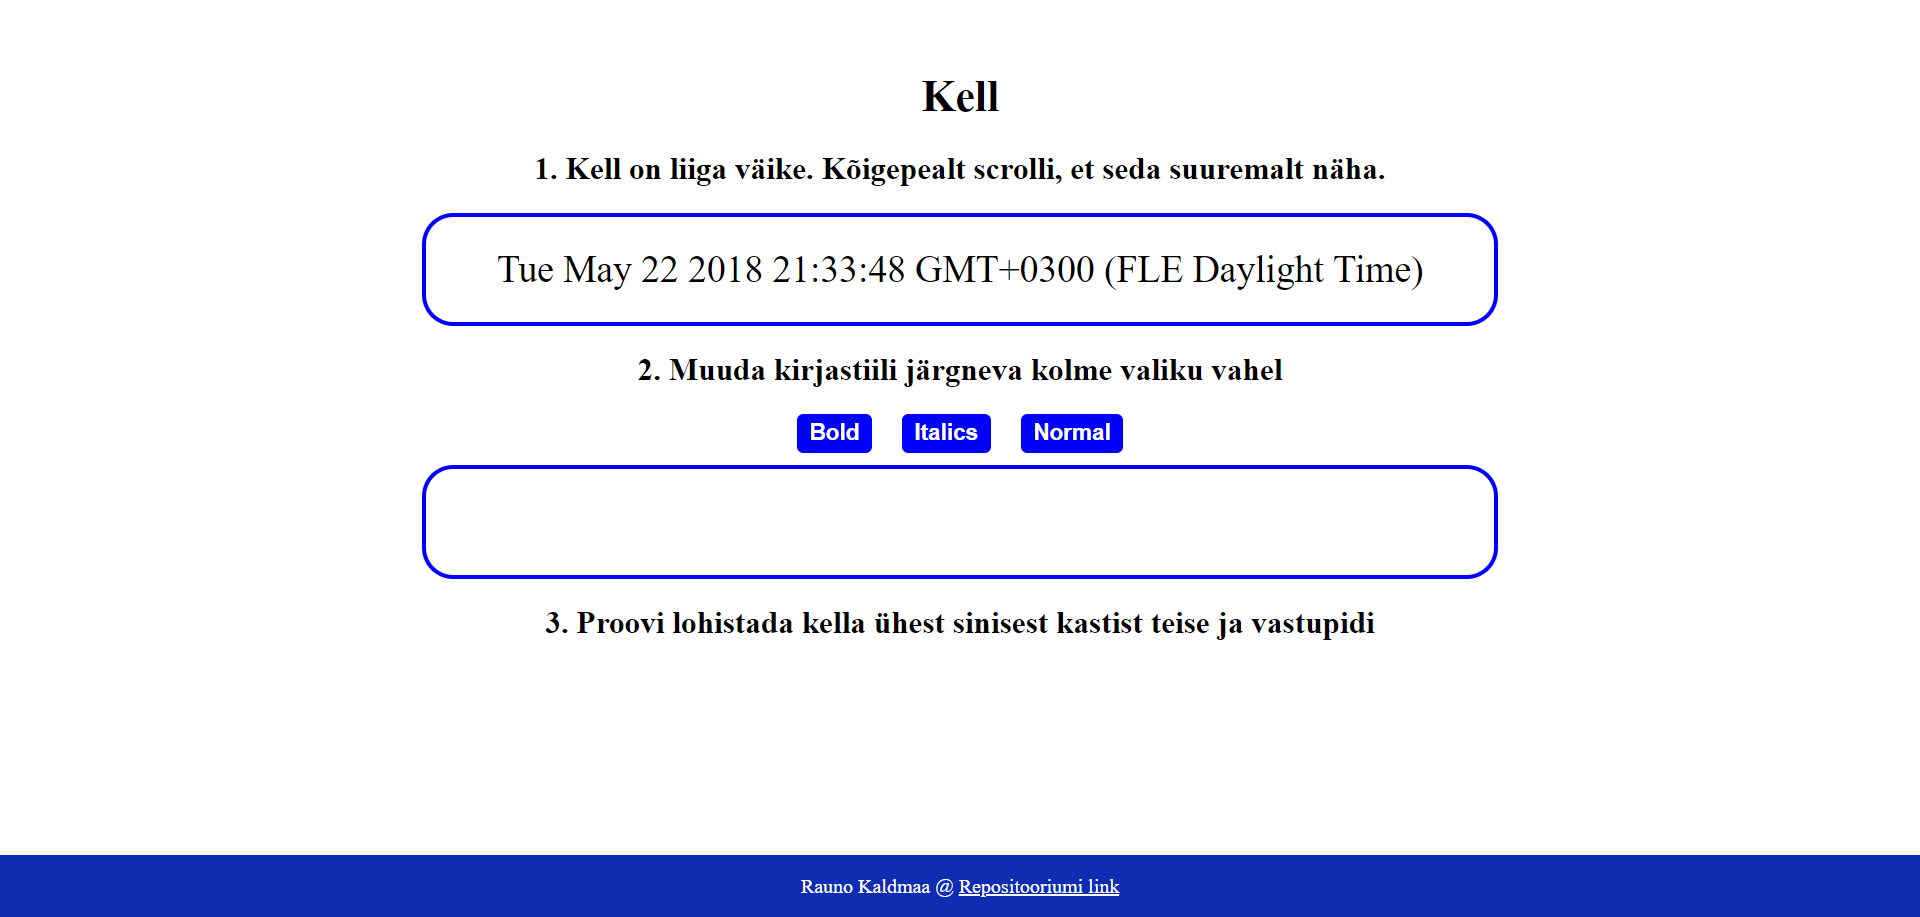 Kell
1. Kell on liiga väike. Kõigepealt scrolli, et seda suuremalt näha.
Tue May 22 2018 21:33:48 GMT+0300 (FLE Daylight Time)
2. Muuda kirjastiili järgneva kolme valiku vahel
Bold Italics Normal
3. Proovi lohistada kella ühest sinisest kastist teise ja vastupidi
Rauno Kaldmaa @ Repositooriumi link